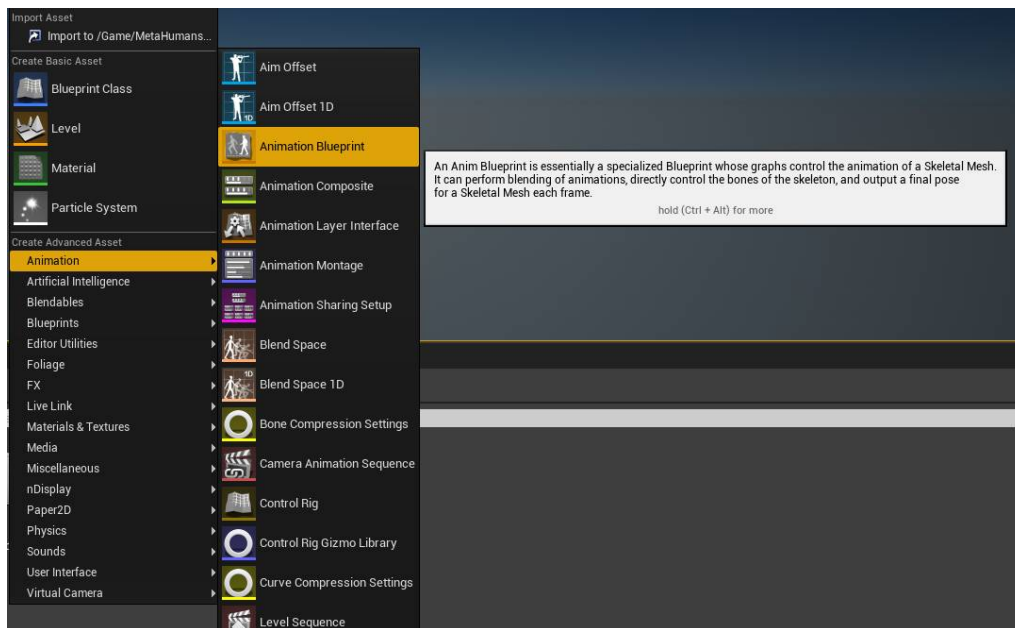 Import Asset
Import to /Game/MetaHumans...
Create Basic Asset
Blueprint Class
Level
Material
Particle System
Create Advanced Asset
Animation
Artificial Intelligence
Blendables
Blueprints
Editor Utilities
Foliage
FX
Live Link
Materials & Textures
Media
Miscellaneous
nDisplay
Paper2D
Physics
Sounds
User Interface
Virtual Camera
Aim Offset
1D
Aim Offset 1D
Animation Blueprint
Animation Composite
Animation Layer Interface
Animation Montage
Animation Sharing Setup
Blend Space
1D
Blend Space 1D
Bone Compression Settings
Camera Animation Sequence
Control Rig
Control Rig Gizmo Library
Curve Compression Settings
Level Sequence
An Anim Blueprint is essentially a specialized Blueprint whose graphs control the animation of a Skeletal Mesh.
It can perform blending of animations, directly control the bones of the skeleton, and output a final pose
for a Skeletal Mesh each frame.
hold (Ctrl + Alt) for more